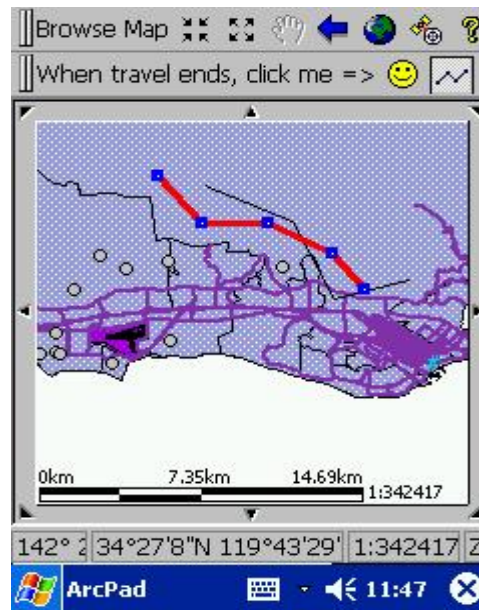 Browse Map
When travel ends, click me =>
0km 7.35km 14.69km
1:342417
142° 34°27'8"N 119°43'29' 1:342417 Z
ArcPad 11:47